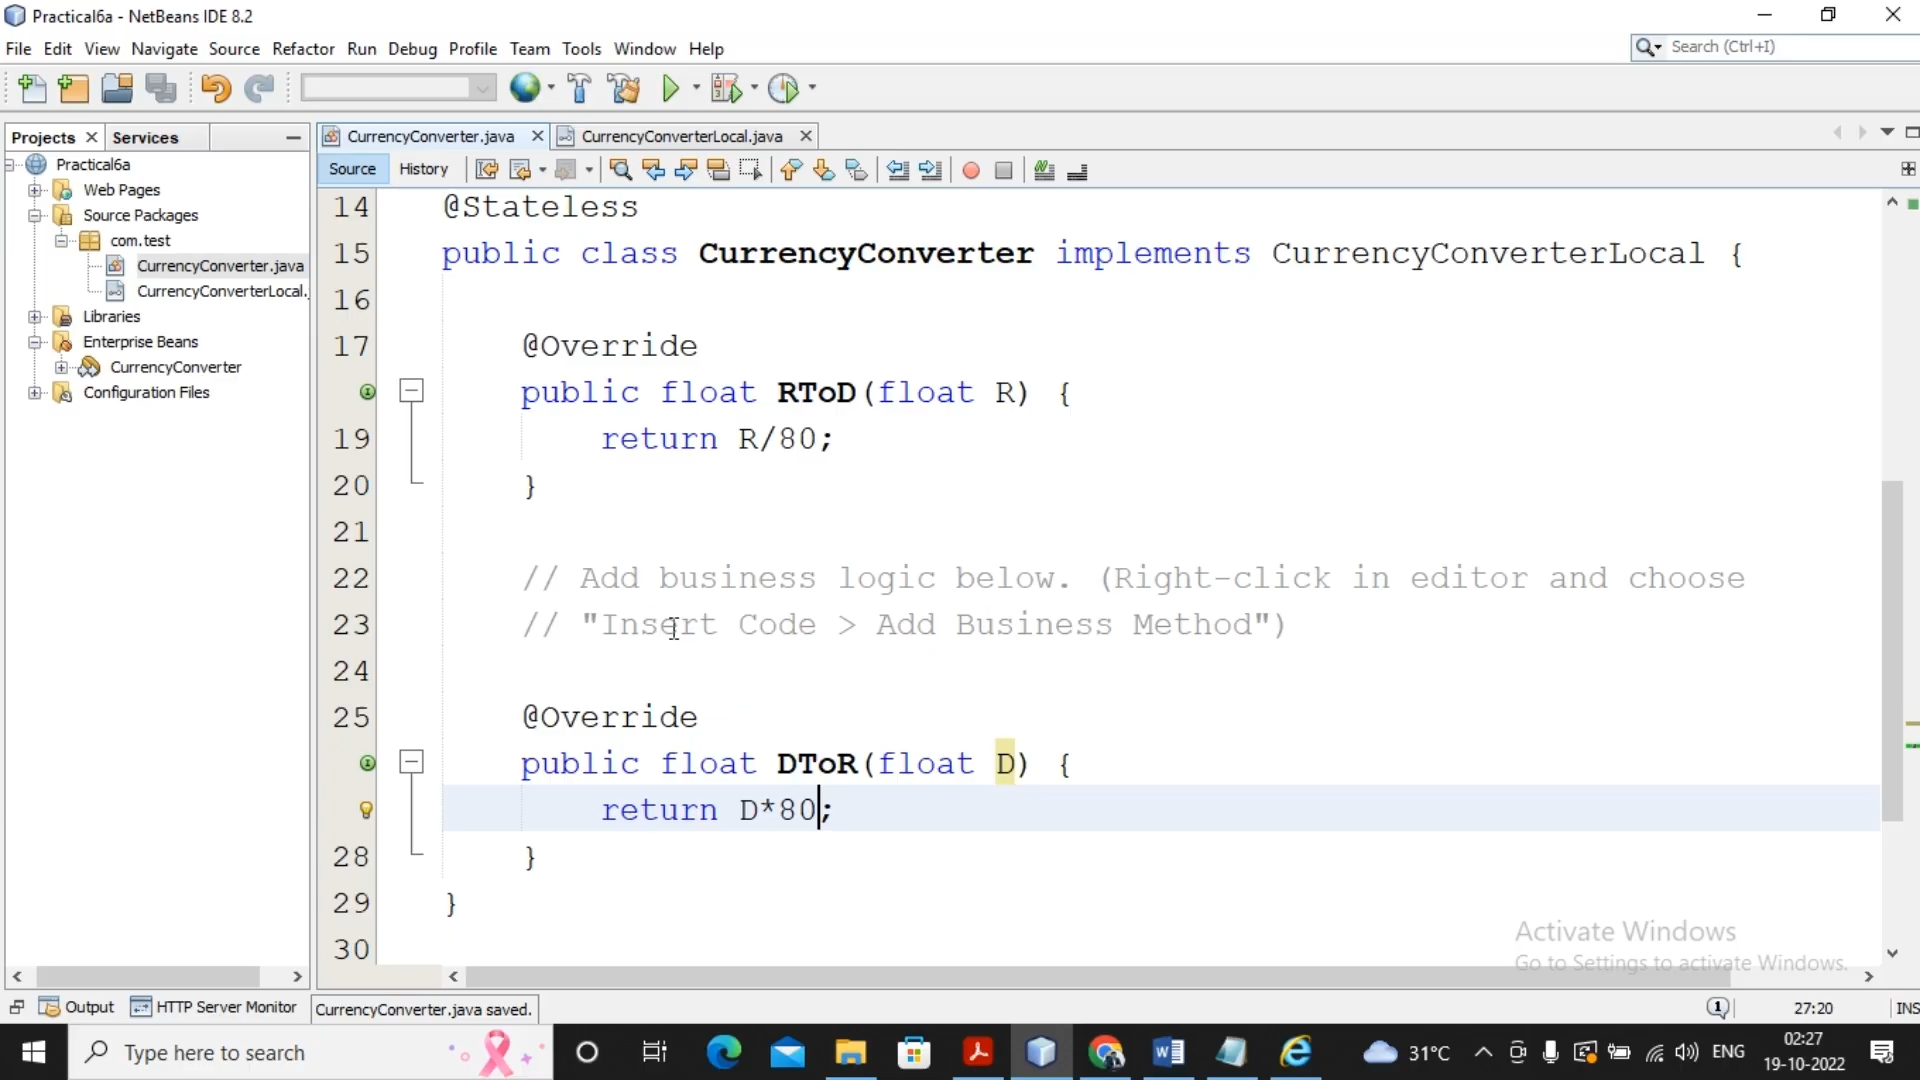 Practical6a - NetBeans IDE 8.2
File Edit View Navigate Source Refactor Run Debug Profile Team Tools Window Help
Search (Ctrl+I)
Projects
Services
CurrencyConverter.java
CurrencyConverterLocal.java
Source
History
Practical6a
Web Pages
Source Packages
com.test
CurrencyConverter.java
CurrencyConverterLocal.
Libraries
Enterprise Beans
CurrencyConverter
Configuration Files
14 @Stateless
15 public class CurrencyConverter implements CurrencyConverterLocal {
16
17 @Override
public float RToD(float R) {
19 return R/80;
20 }
21
22 // Add business logic below. (Right-click in editor and choose
23 // "Insert Code > Add Business Method")
24
25 @Override
public float DToR(float D) {
return D*80;
28 }
29 }
30
Activate Windows
Go to Settings to activate Windows.
Output
HTTP Server Monitor
CurrencyConverter.java saved.
1
27:20
INS
Type here to search
31°C
ENG
02:27
19-10-2022